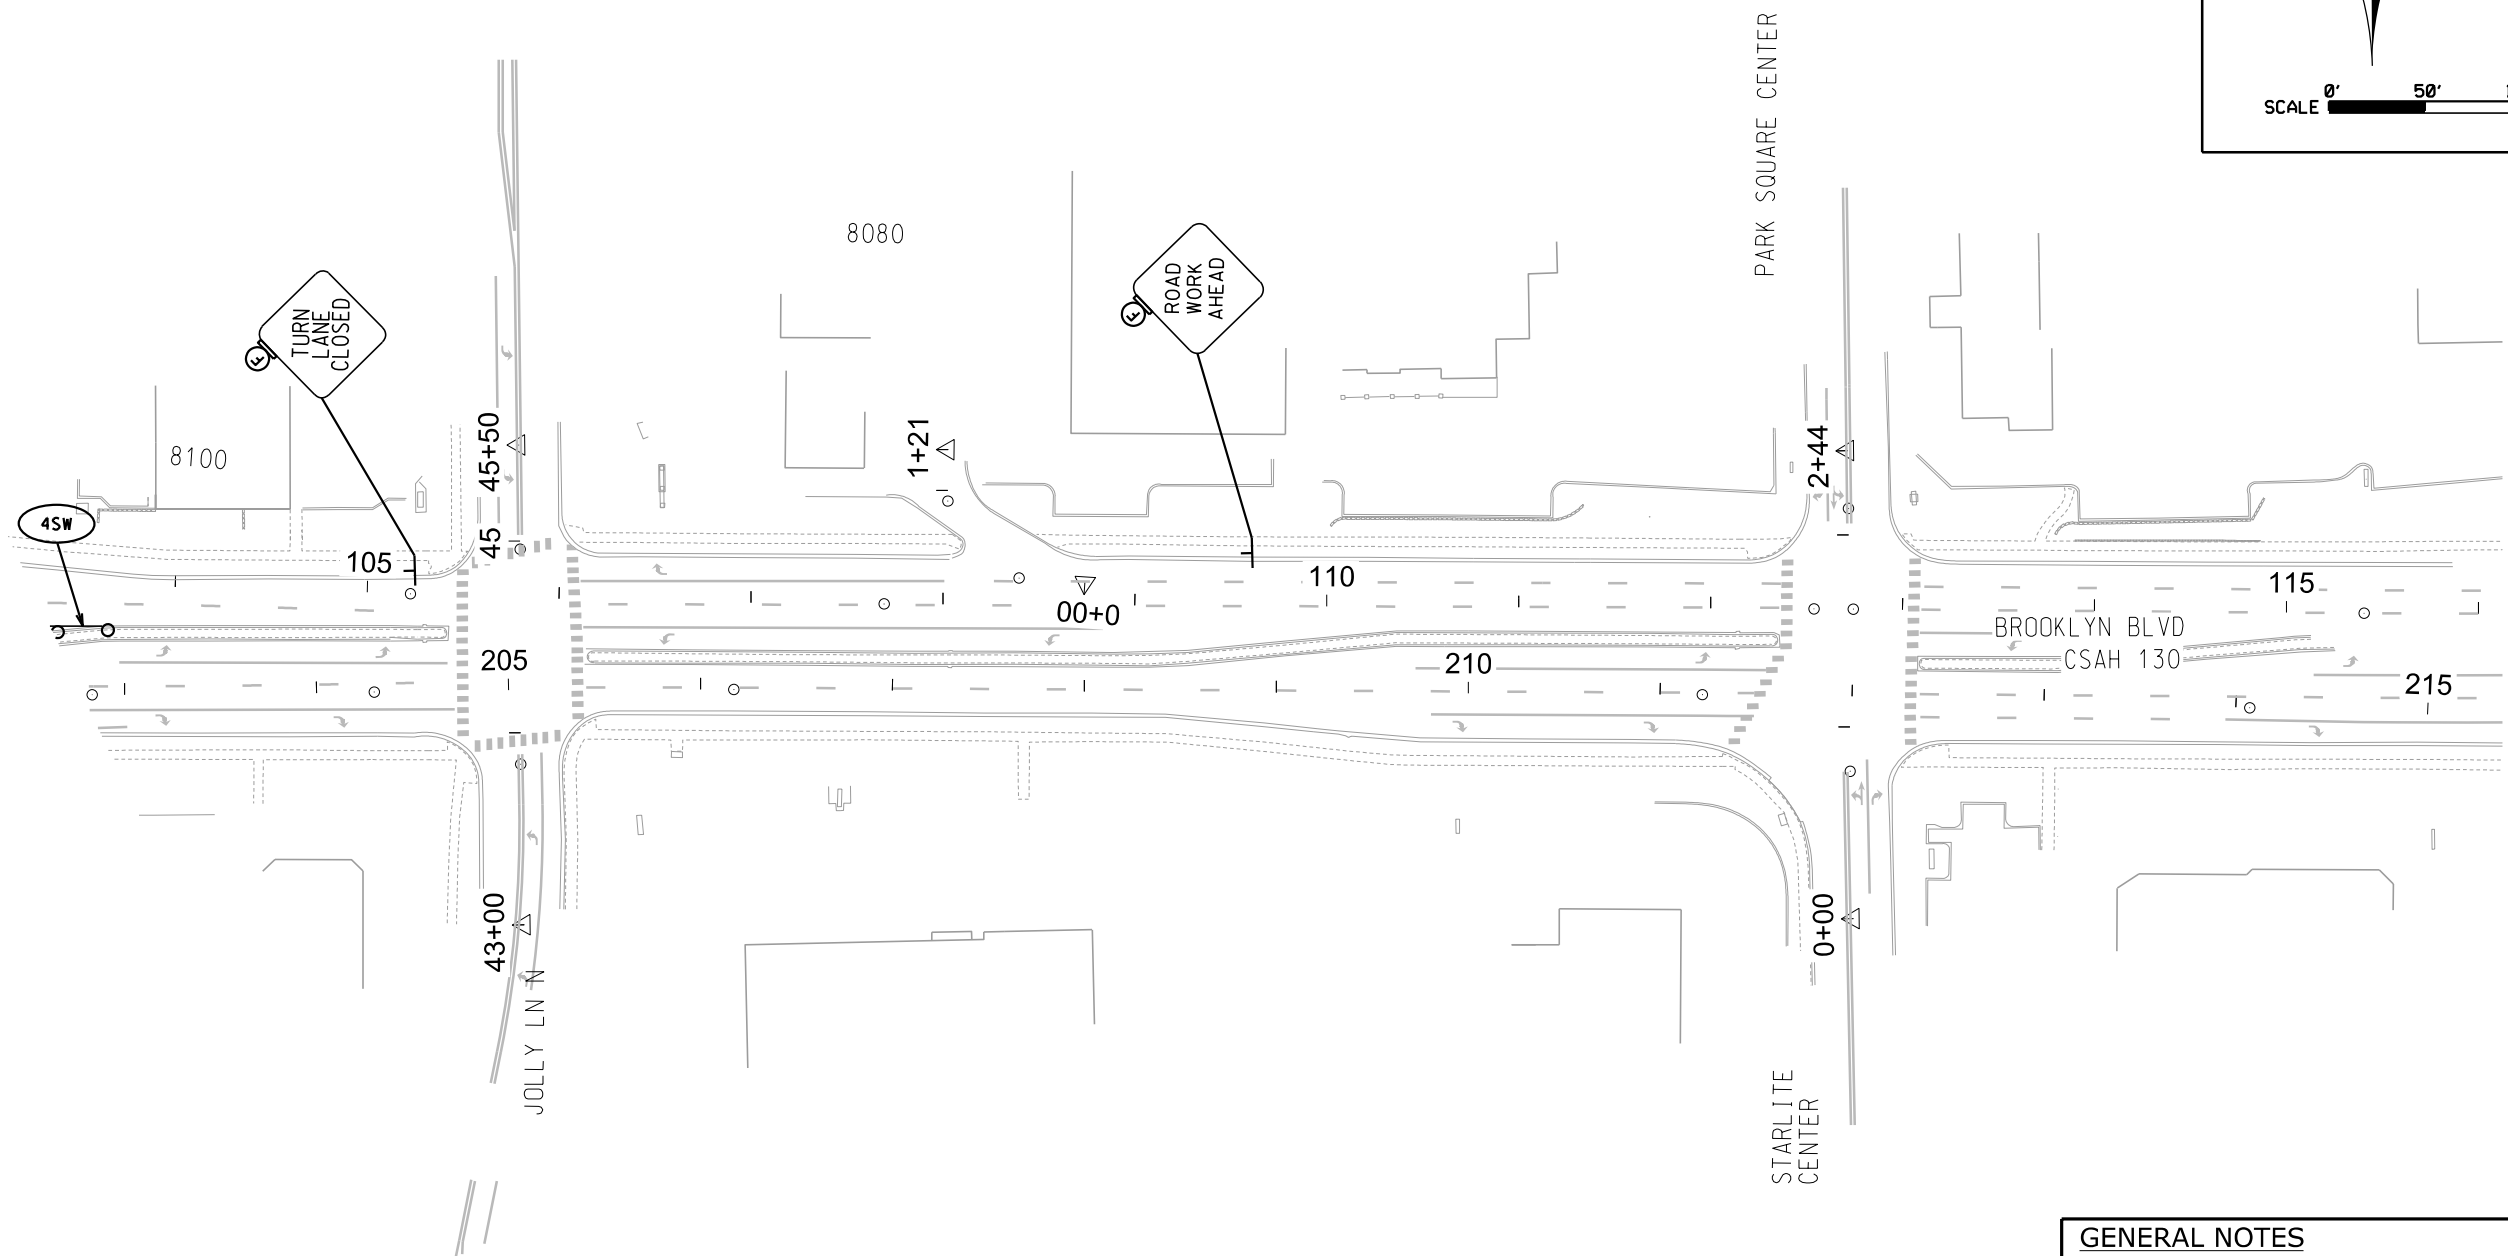 PARK SQUARE CENTER
0' 50'
SCALE
8080
TURN
LANE
CLOSED
F
ROAD
WORK
AHEAD
F
8100
4SW
45+50
1+21
2+44
45
105
110
115
0+00
BROOKLYN BLVD
CSAH 130
205
210
215
43+00
0+00
JOLLY LN N
STARLITE
CENTER
GENERAL NOTES